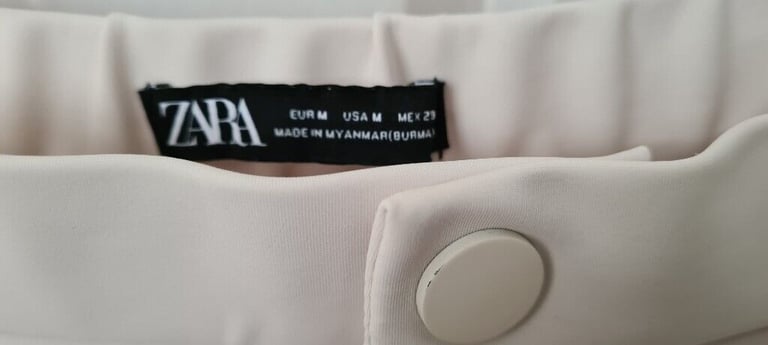 ZARA
EUR M USA M MEX 29
MADE IN MYANMAR(BURMA)